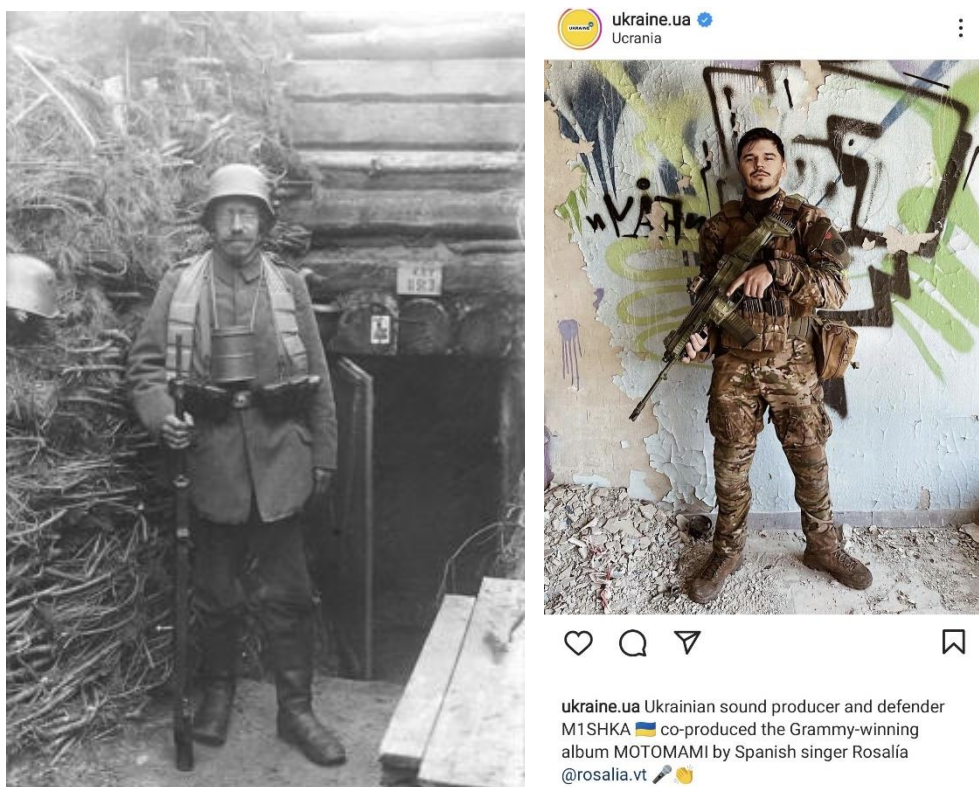 UKRAINE
ukraine.ua
Ucrania
ukraine.ua Ukrainian sound producer and defender
M1SHKA 🇺🇦 co-produced the Grammy-winning
album MOTOMAMI by Spanish singer Rosalía
@rosalia.vt 🎤👏